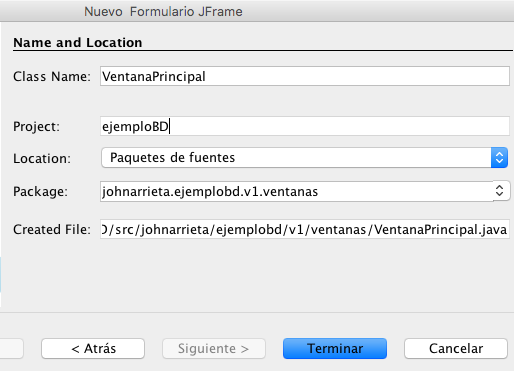 Nuevo Formulario JFrame
Name and Location
Class Name: VentanaPrincipal
Project: ejemploBD
Location: Paquetes de fuentes
Package: johnarrieta.ejemplobd.v1.ventanas
Created File: D/src/johnarrieta/ejemplobd/v1/ventanas/VentanaPrincipal.java
< Atrás Siguiente > Terminar Cancelar